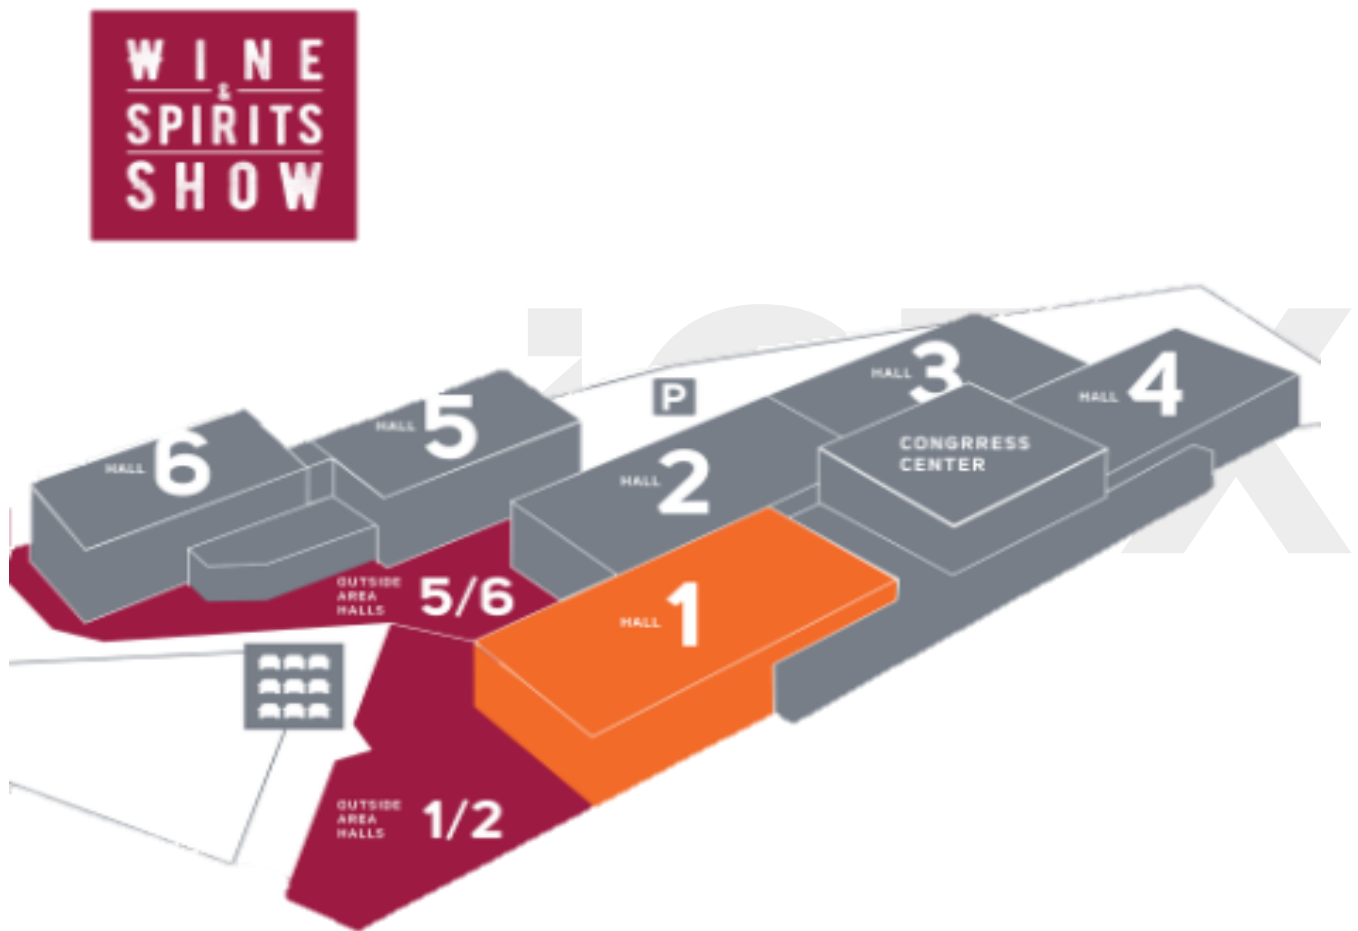 WINE
&
SPIRITS
SHOW
HALL 3
HALL 4
P
HALL 5
HALL 6
CONGRRESS
CENTER
HALL 2
OUTSIDE
AREA
HALLS
5/6
HALL 1
OUTSIDE
AREA
HALLS
1/2